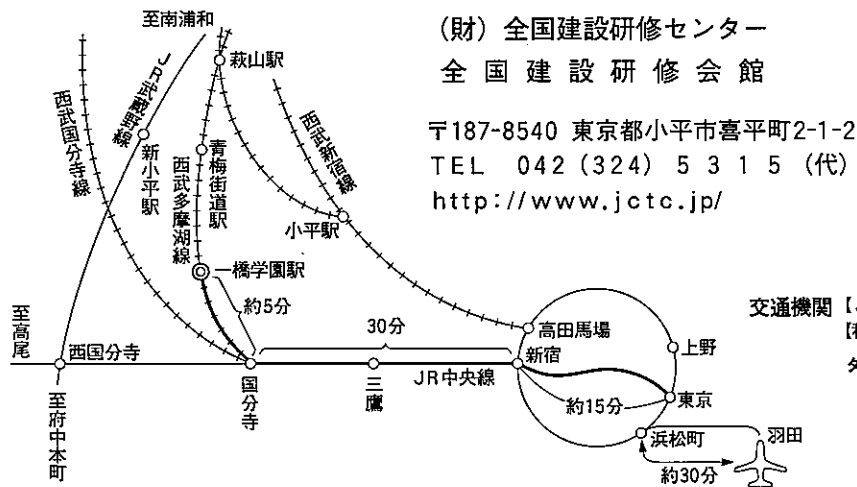 (財) 全国建設研修センター
全国建設研修会館
〒187-8540 東京都小平市喜平町2-1-2
TEL 042 (324) 5315 (代)
http://www.jctc.jp/
至南浦和
萩山駅
JR武蔵野線
西武国分寺線
新小平駅
青梅街道駅
西武多摩湖線
西武新宿線
小平駅
一橋学園駅
約5分
30分
至高尾
西国分寺
国分寺
三鷹
JR中央線
新宿
高田馬場
上野
約15分
東京
浜松町
羽田
約30分
至府中本町
交通機関